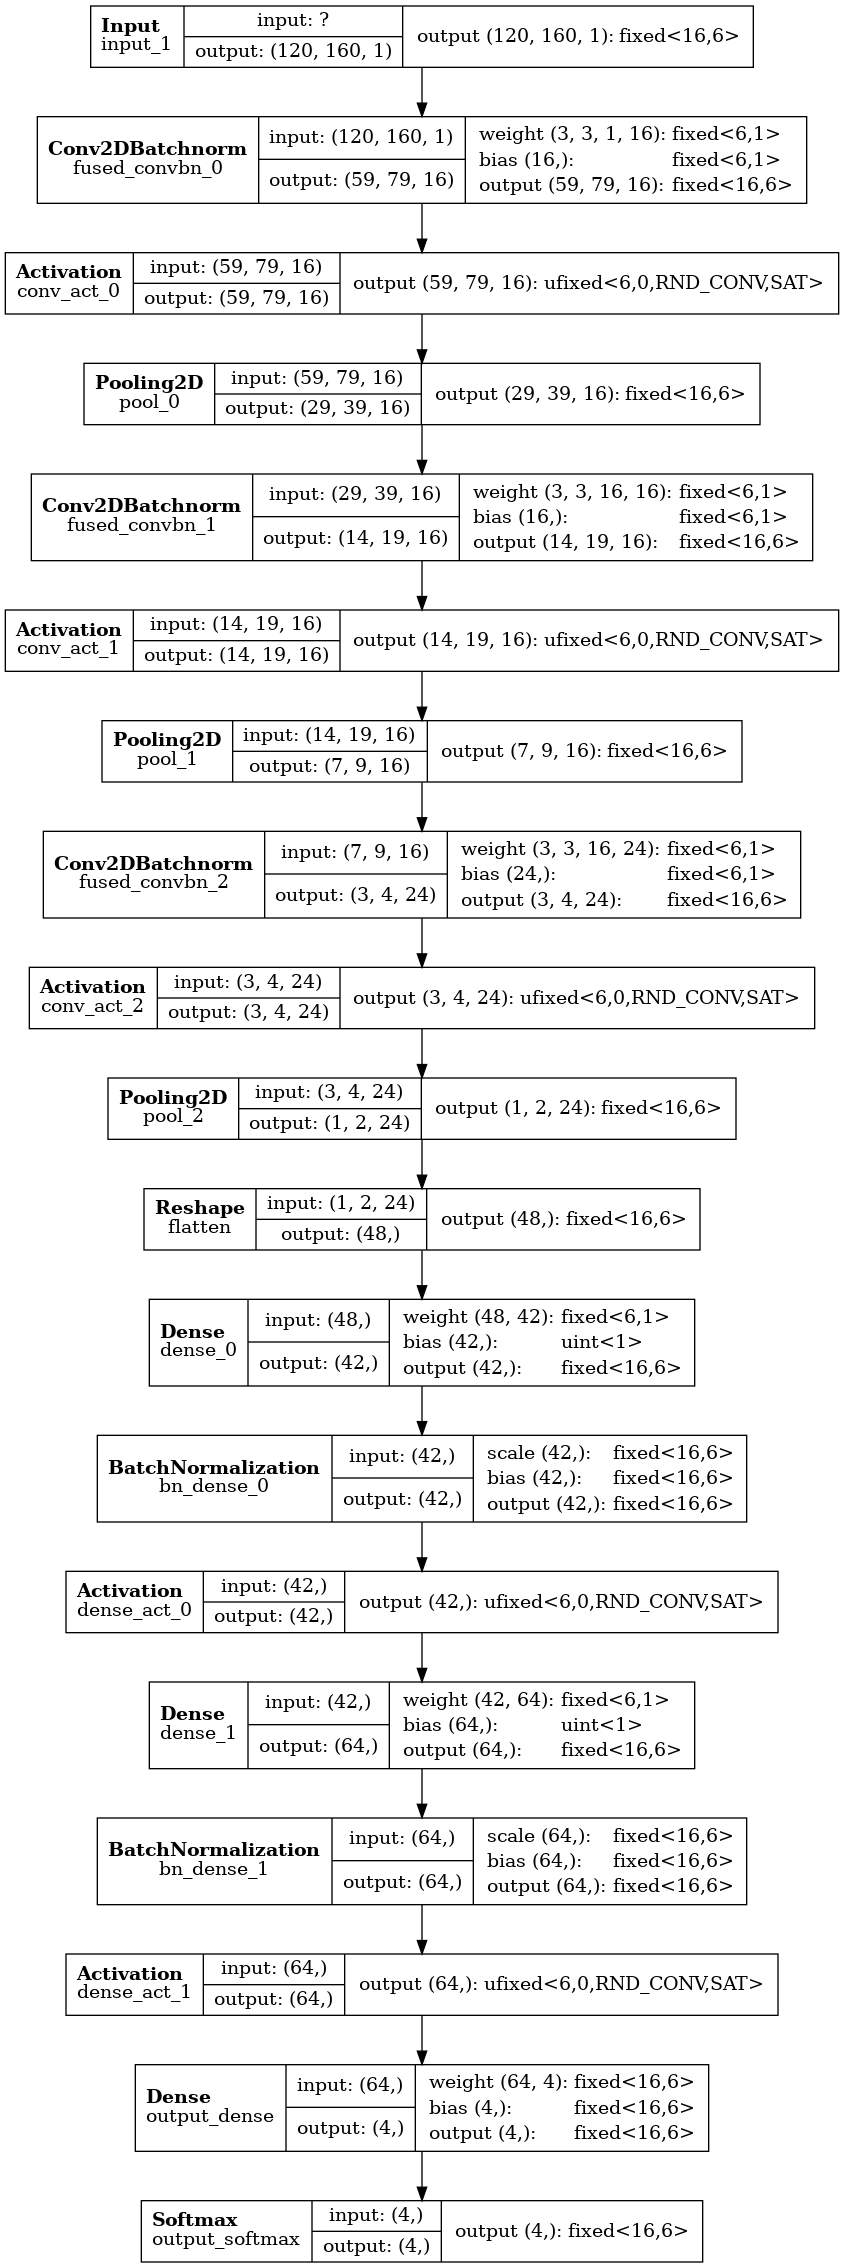 Input
input_1
input: ?
output: (120, 160, 1)
output (120, 160, 1): fixed<16,6>
Conv2DBatchnorm
fused_convbn_0
input: (120, 160, 1)
output: (59, 79, 16)
weight (3, 3, 1, 16): fixed<6,1>
bias (16,): fixed<6,1>
output (59, 79, 16): fixed<16,6>
Activation
conv_act_0
input: (59, 79, 16)
output: (59, 79, 16)
output (59, 79, 16): ufixed<6,0,RND_CONV,SAT>
Pooling2D
pool_0
input: (59, 79, 16)
output: (29, 39, 16)
output (29, 39, 16): fixed<16,6>
Conv2DBatchnorm
fused_convbn_1
input: (29, 39, 16)
output: (14, 19, 16)
weight (3, 3, 16, 16): fixed<6,1>
bias (16,): fixed<6,1>
output (14, 19, 16): fixed<16,6>
Activation
conv_act_1
input: (14, 19, 16)
output: (14, 19, 16)
output (14, 19, 16): ufixed<6,0,RND_CONV,SAT>
Pooling2D
pool_1
input: (14, 19, 16)
output: (7, 9, 16)
output (7, 9, 16): fixed<16,6>
Conv2DBatchnorm
fused_convbn_2
input: (7, 9, 16)
output: (3, 4, 24)
weight (3, 3, 16, 24): fixed<6,1>
bias (24,): fixed<6,1>
output (3, 4, 24): fixed<16,6>
Activation
conv_act_2
input: (3, 4, 24)
output: (3, 4, 24)
output (3, 4, 24): ufixed<6,0,RND_CONV,SAT>
Pooling2D
pool_2
input: (3, 4, 24)
output: (1, 2, 24)
output (1, 2, 24): fixed<16,6>
Reshape
flatten
input: (1, 2, 24)
output: (48,)
output (48,): fixed<16,6>
Dense
dense_0
input: (48,)
output: (42,)
weight (48, 42): fixed<6,1>
bias (42,): uint<1>
output (42,): fixed<16,6>
BatchNormalization
bn_dense_0
input: (42,)
output: (42,)
scale (42,): fixed<16,6>
bias (42,): fixed<16,6>
output (42,): fixed<16,6>
Activation
dense_act_0
input: (42,)
output: (42,)
output (42,): ufixed<6,0,RND_CONV,SAT>
Dense
dense_1
input: (42,)
output: (64,)
weight (42, 64): fixed<6,1>
bias (64,): uint<1>
output (64,): fixed<16,6>
BatchNormalization
bn_dense_1
input: (64,)
output: (64,)
scale (64,): fixed<16,6>
bias (64,): fixed<16,6>
output (64,): fixed<16,6>
Activation
dense_act_1
input: (64,)
output: (64,)
output (64,): ufixed<6,0,RND_CONV,SAT>
Dense
output_dense
input: (64,)
output: (4,)
weight (64, 4): fixed<16,6>
bias (4,): fixed<16,6>
output (4,): fixed<16,6>
Softmax
output_softmax
input: (4,)
output: (4,)
output (4,): fixed<16,6>